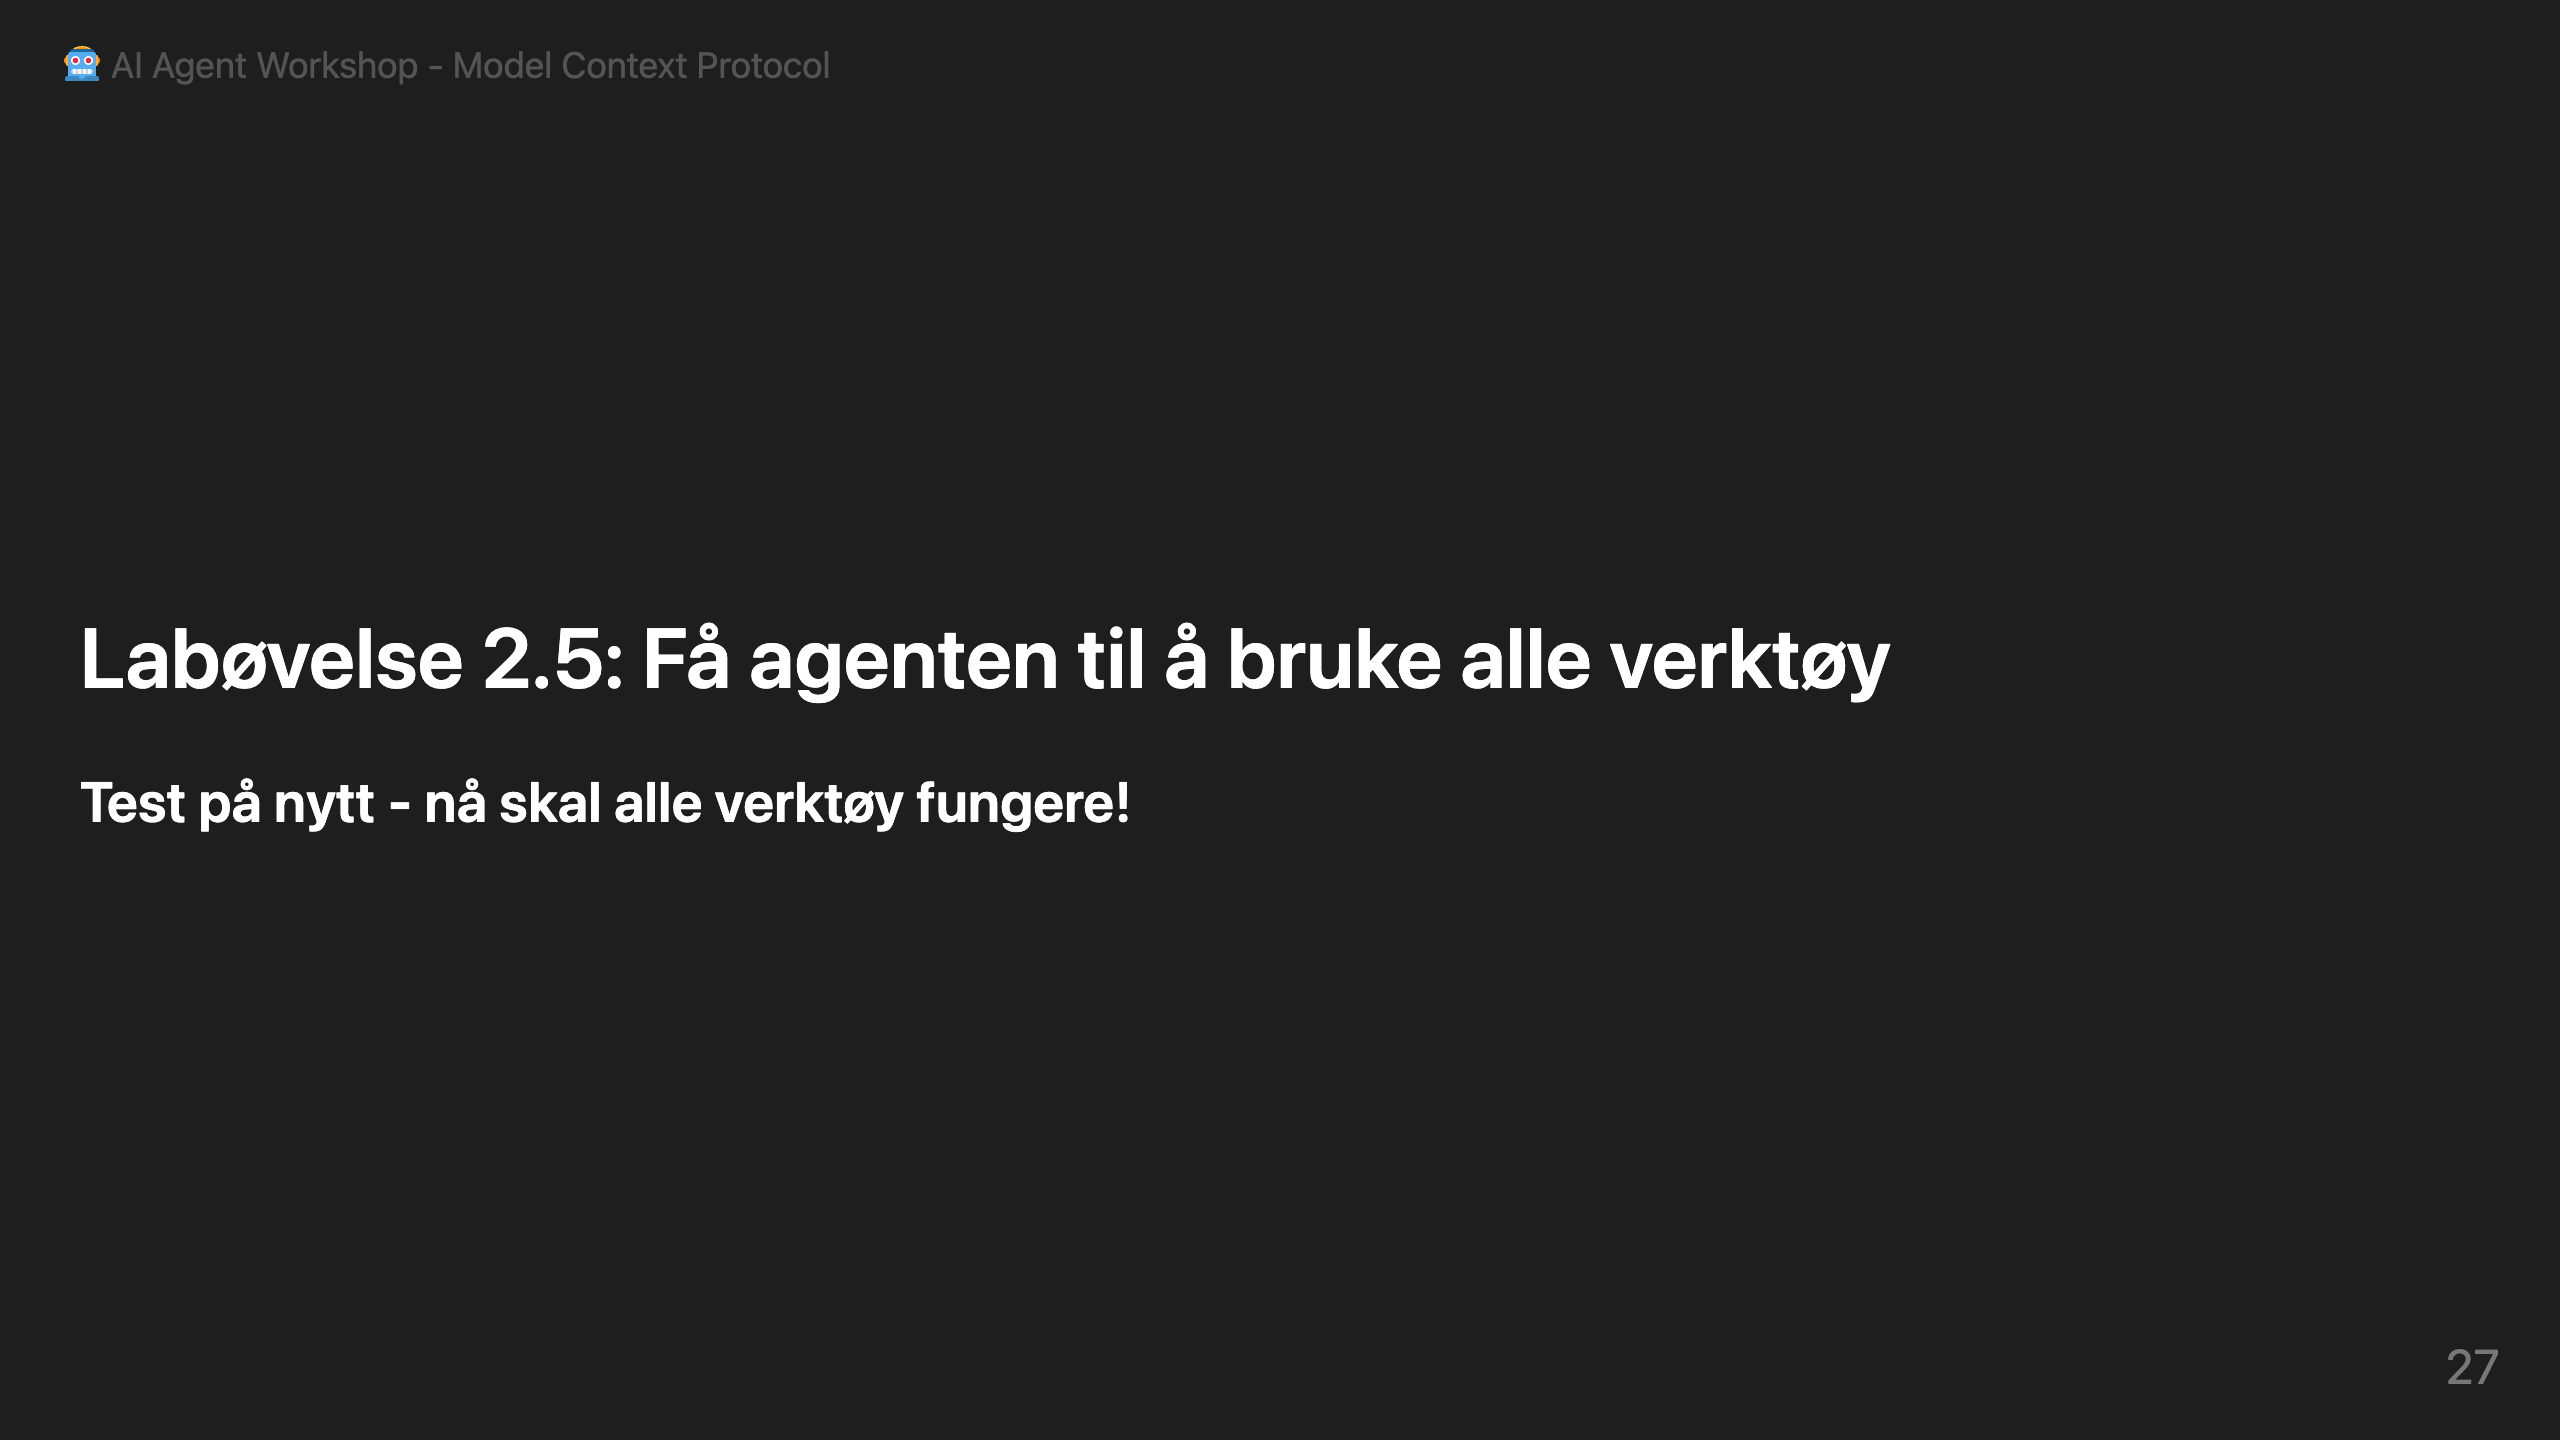 🤖 AI Agent Workshop - Model Context Protocol
Labøvelse 2.5: Få agenten til å bruke alle verktøy
Test på nytt - nå skal alle verktøy fungere!
27